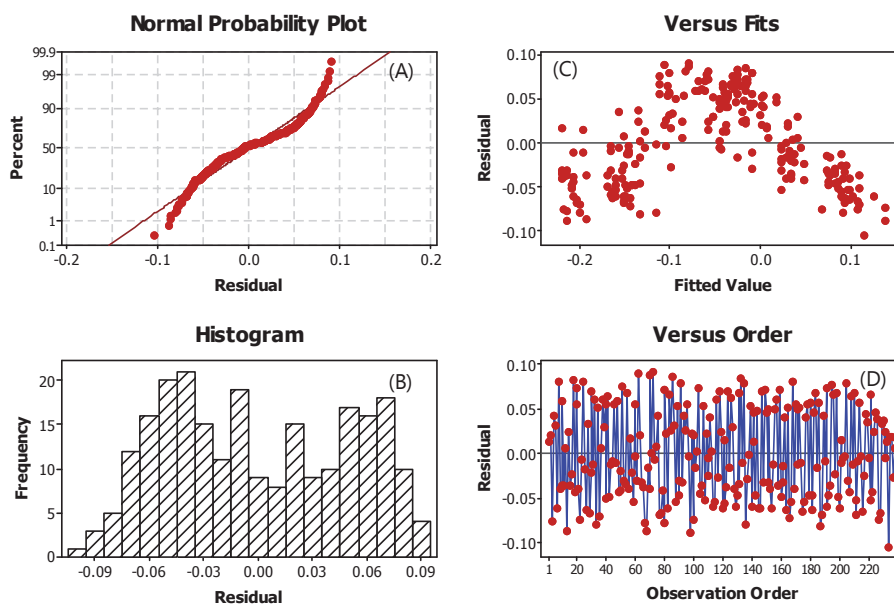 Normal Probability Plot
99.9
99
90
50
10
1
0.1
Percent
(A)
-0.2 -0.1 0.0 0.1 0.2
Residual
Versus Fits
0.10
0.05
0.00
-0.05
-0.10
Residual
(C)
-0.2 -0.1 0.0 0.1
Fitted Value
Histogram
20
15
10
5
0
Frequency
(B)
-0.09 -0.06 -0.03 0.00 0.03 0.06 0.09
Residual
Versus Order
0.10
0.05
0.00
-0.05
-0.10
Residual
(D)
1 20 40 60 80 100 120 140 160 180 200 220
Observation Order